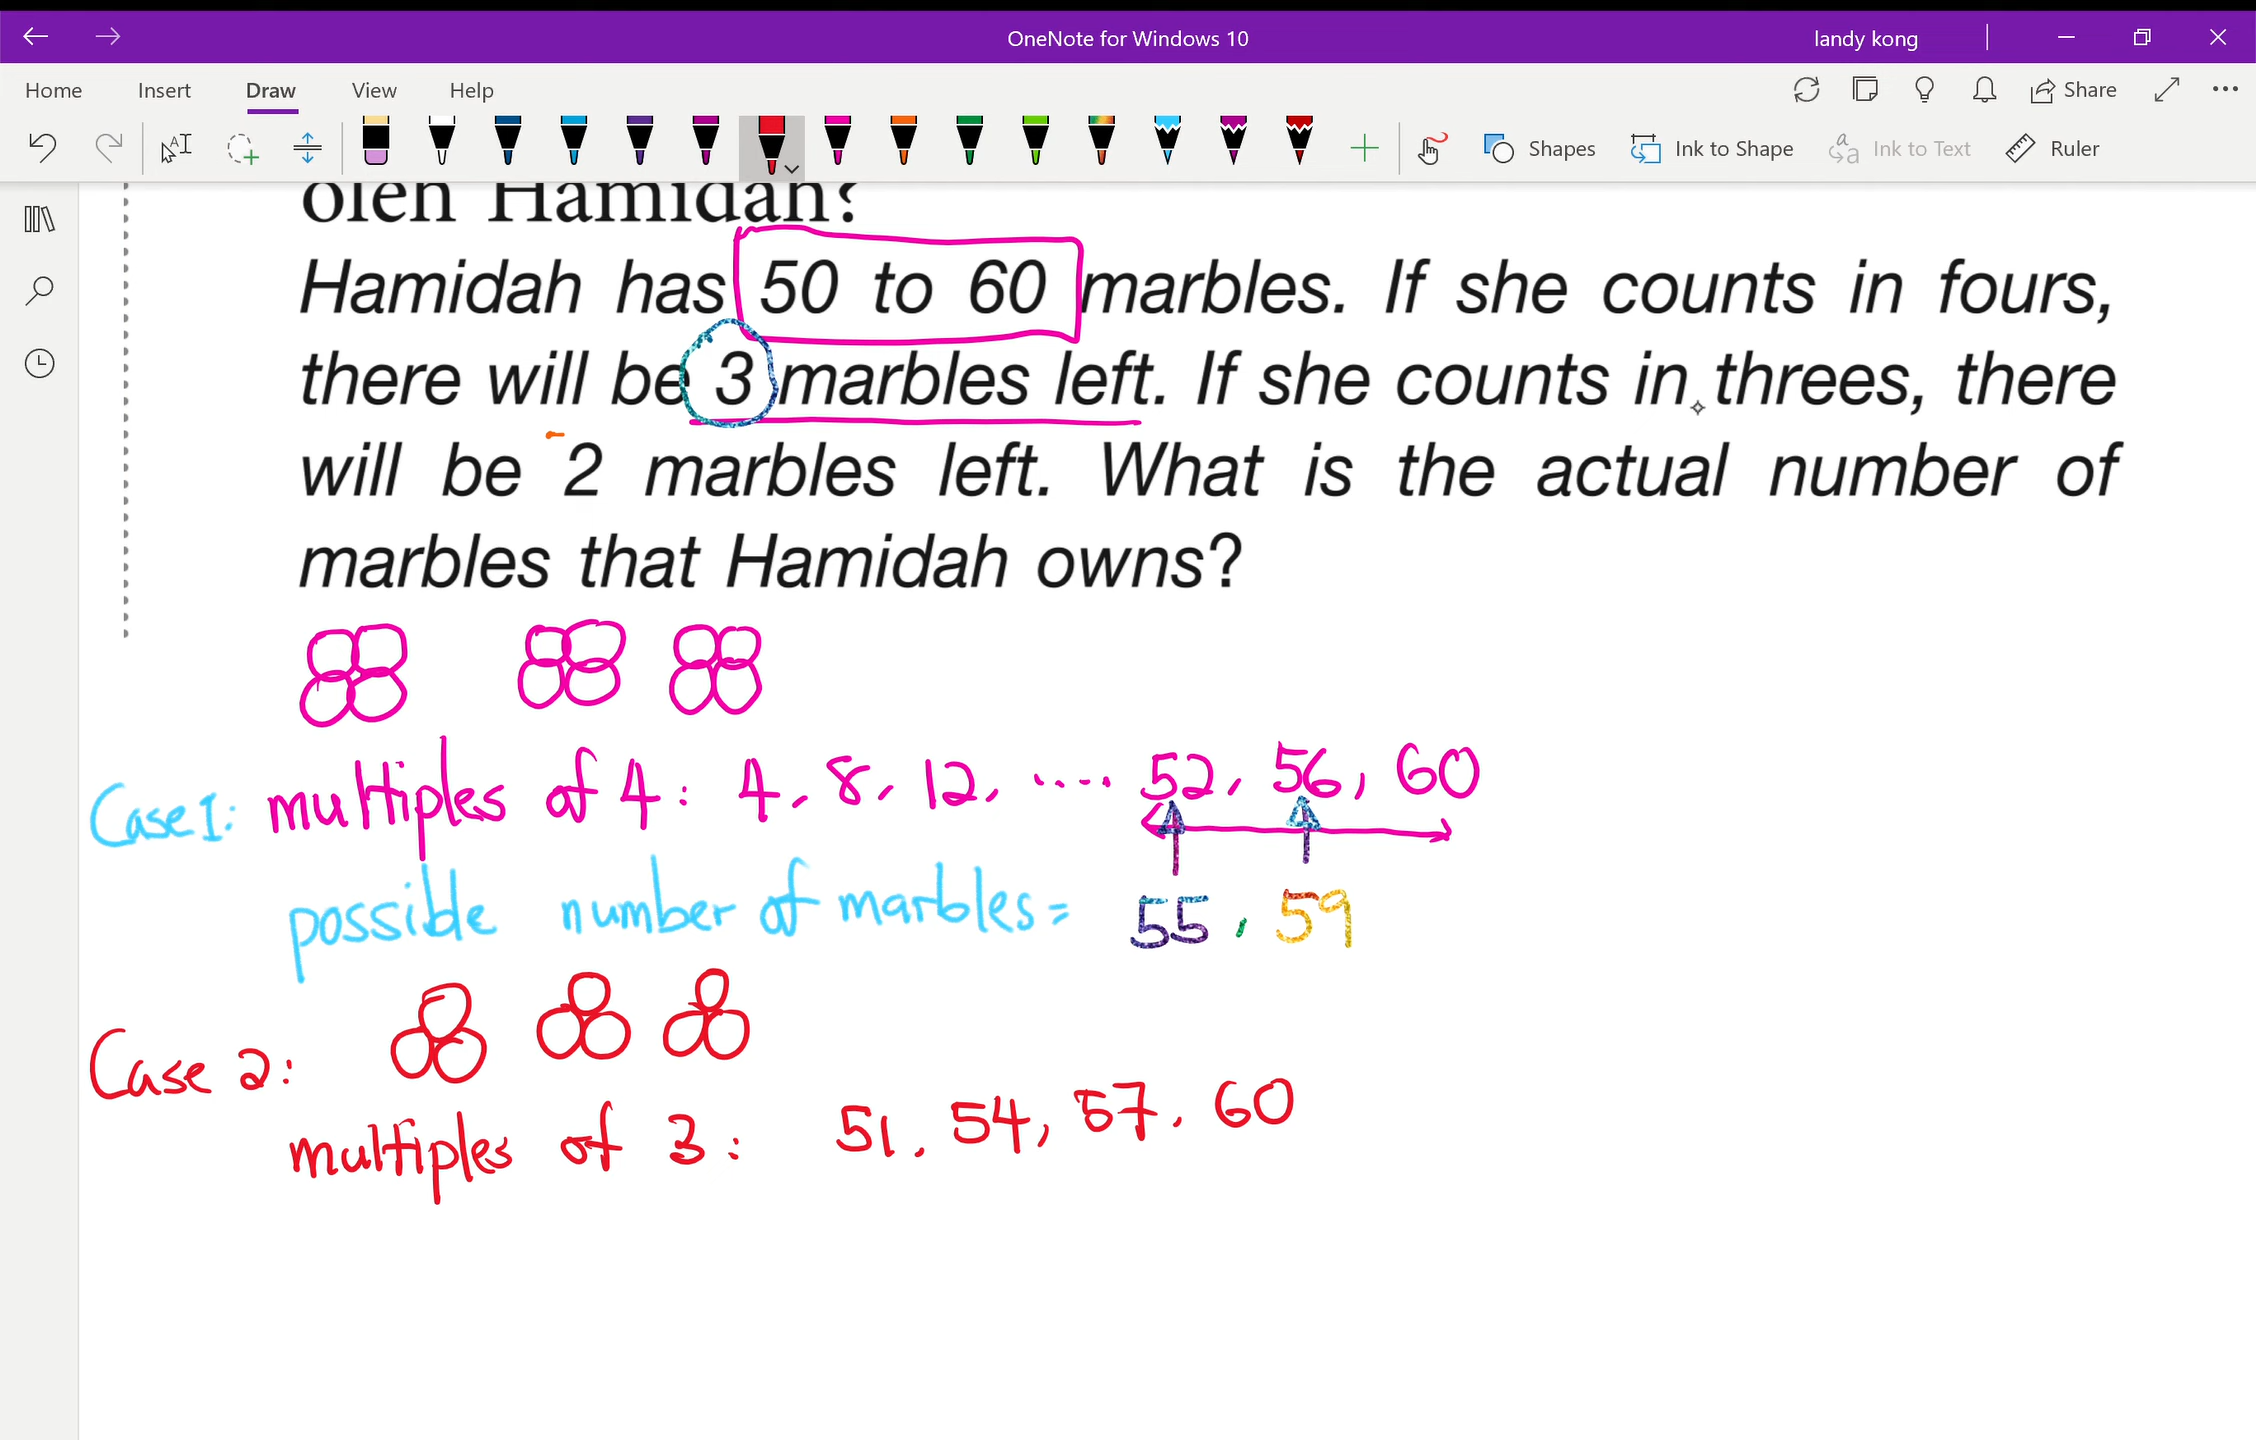 OneNote for Windows 10
landy kong
Home Insert Draw View Help
Share
Shapes Ink to Shape Ink to Text Ruler
oleh Hamidah?
Hamidah has 50 to 60 marbles. If she counts in fours,
there will be 3 marbles left. If she counts in threes, there
will be 2 marbles left. What is the actual number of
marbles that Hamidah owns?
Case 1: multiples of 4: 4, 8, 12, .... 52, 56, 60
possible number of marbles = 55, 59
Case 2:
multiples of 3: 51, 54, 57, 60